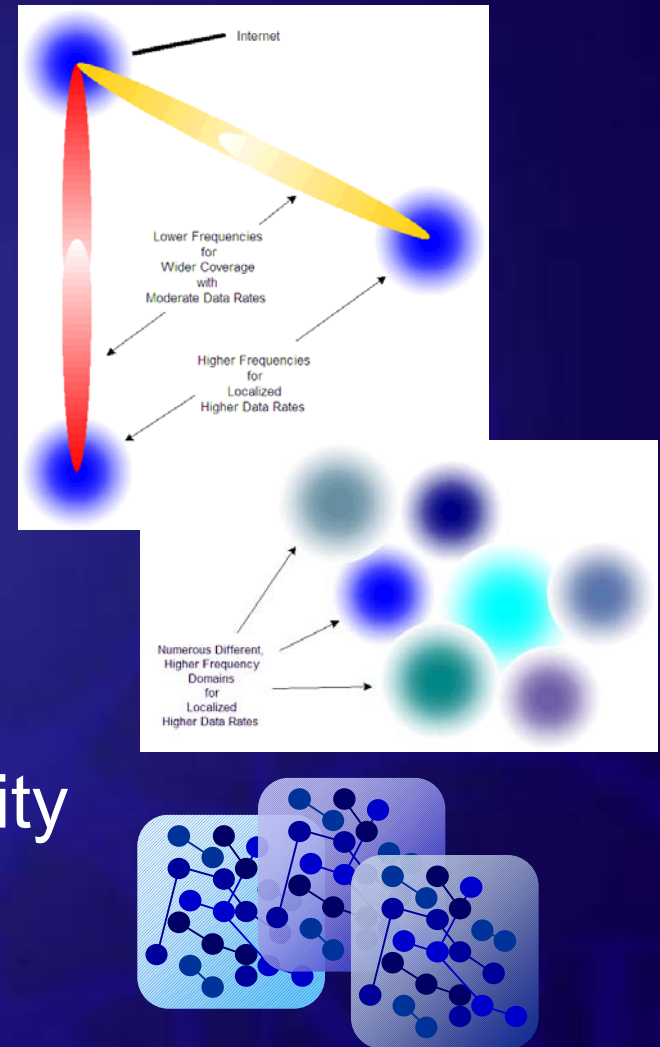 Internet
Lower Frequencies
for
Wider Coverage
with
Moderate Data Rates
Higher Frequencies
for
Localized
Higher Data Rates
Numerous Different,
Higher Frequency
Domains
for
Localized
Higher Data Rates
ity